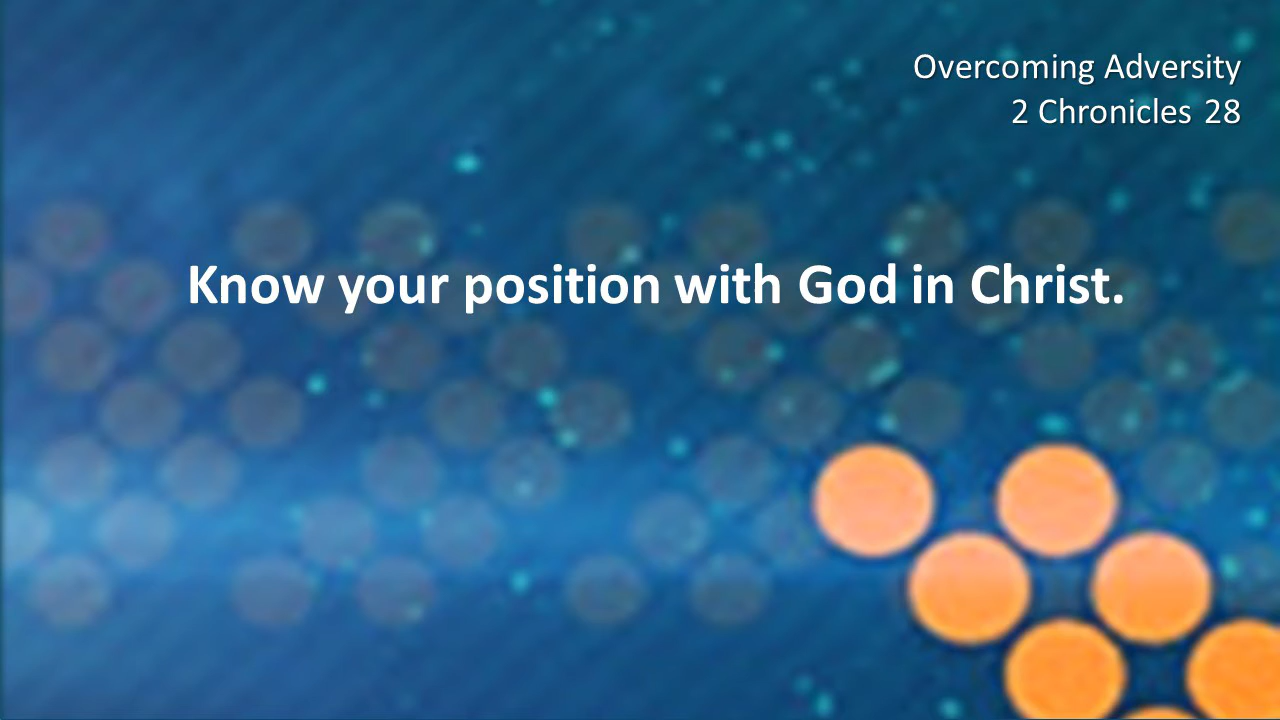 Overcoming Adversity
2 Chronicles 28
Know your position with God in Christ.